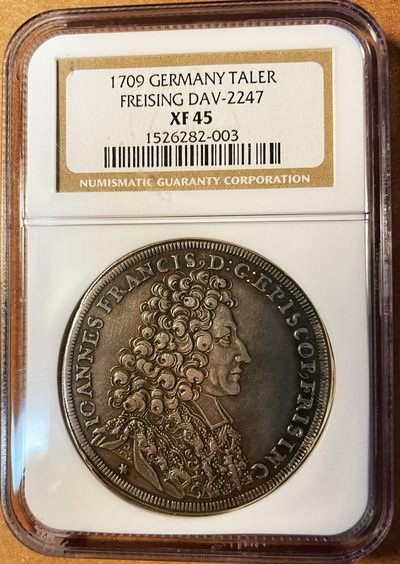 1709 GERMANY TALER
FREISING DAV-2247
XF 45
1526282-003
NUMISMATIC GUARANTY CORPORATION
IOANNES FRANCIS,D:G:EPISCOP,FRISING